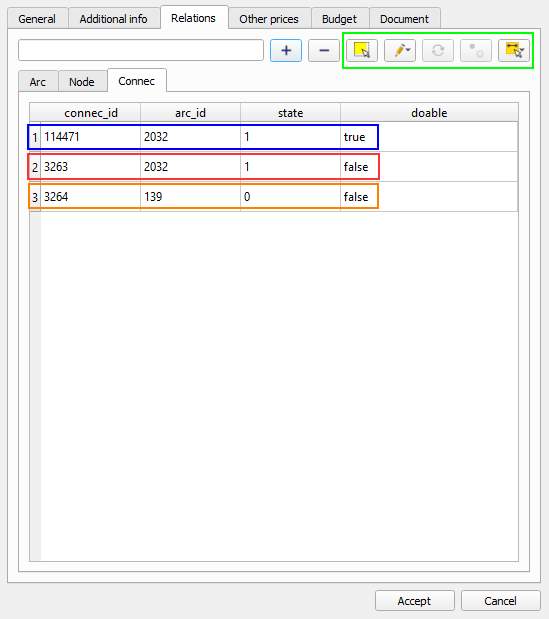 General Additional info Relations Other prices Budget Document
+ −
Arc Node Connec
connec_id arc_id state doable
1 114471 2032 1 true
2 3263 2032 1 false
3 3264 139 0 false
Accept Cancel